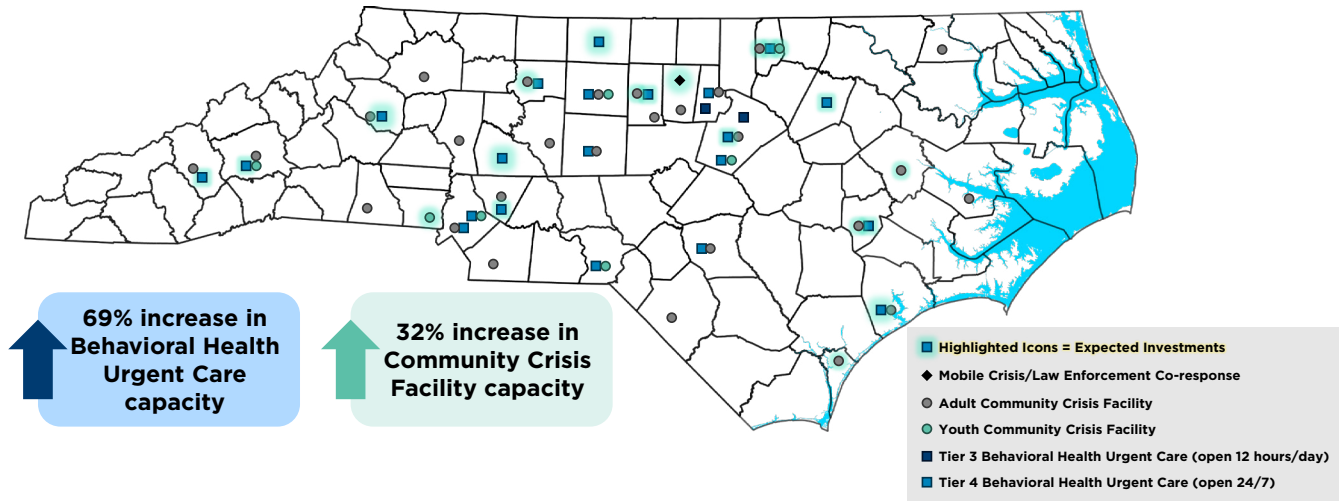 69% increase in
Behavioral Health
Urgent Care
capacity
32% increase in
Community Crisis
Facility capacity
Highlighted Icons = Expected Investments
Mobile Crisis/Law Enforcement Co-response
Adult Community Crisis Facility
Youth Community Crisis Facility
Tier 3 Behavioral Health Urgent Care (open 12 hours/day)
Tier 4 Behavioral Health Urgent Care (open 24/7)